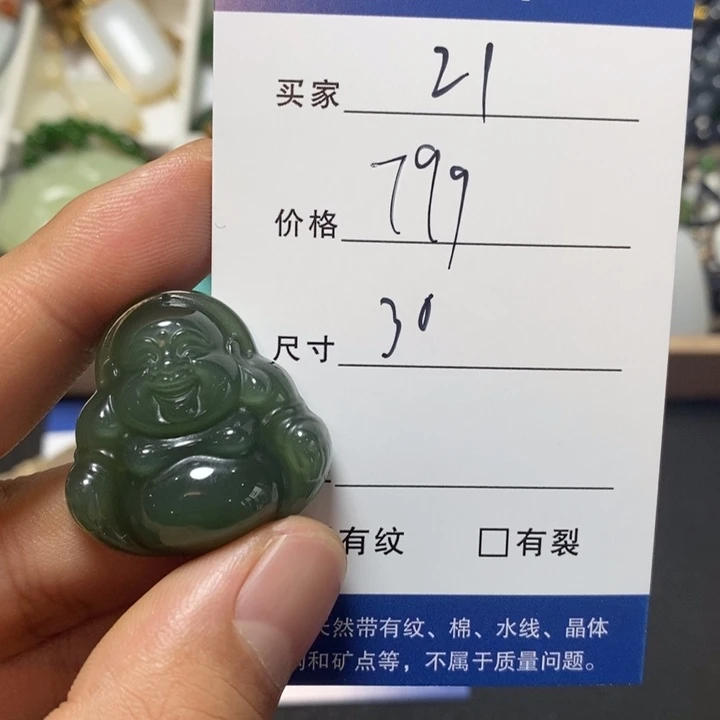 买家 21
价格 799
尺寸 30
有纹 □有裂
然带有纹、棉、水线、晶体
和矿点等，不属于质量问题。